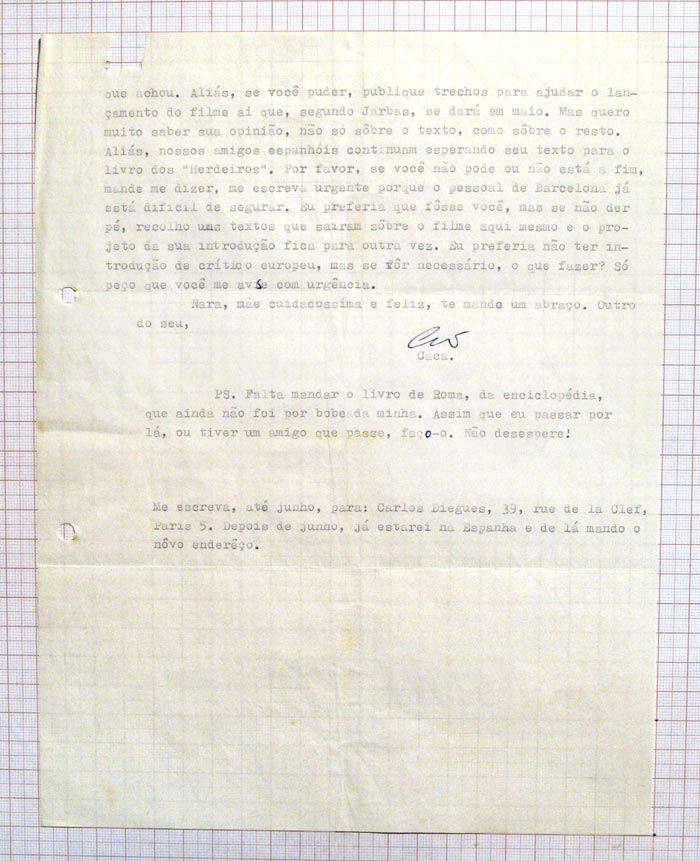 que achou. Aliás, se você puder, publique trechos para ajudar o lan-
çamento do filme aí que, segundo Jarbas, se dará em maio. Mas quero
muito saber sua opinião, não só sôbre o texto, como sôbre o resto.
Aliás, nossos amigos espanhóis continuam esperando seu texto para o
livro dos "Herdeiros". Por favor, se você não pode ou não está a fim,
mande me dizer, me escreva urgente porque o pessoal de Barcelona já
está difícil de segurar. Eu preferia que fôsse você, mas se não der
pé, recolho uns textos que saíram sôbre o filme aqui mesmo e o pro-
jeto da sua introdução fica para outra vez. Eu preferia não ter in-
trodução de crítico europeu, mas se fôr necessário, o que fazer? Só
peço que você me avise com urgência.
Nara, mãe cuidadossíma e feliz, te manda um abraço. Outro
do seu,
Cacá
Caca.
PS. Falta mandar o livro de Roma, da enciclopédia,
que ainda não foi por bobeada minha. Assim que eu passar por
lá, ou tiver um amigo que passe, faço-o. Não desespere!
Me escreva, até junho, para: Carlos Diegues, 39, rue de la Clef,
Paris 5. Depois de junho, já estarei na Espanha e de lá mando o
nôvo enderêço.